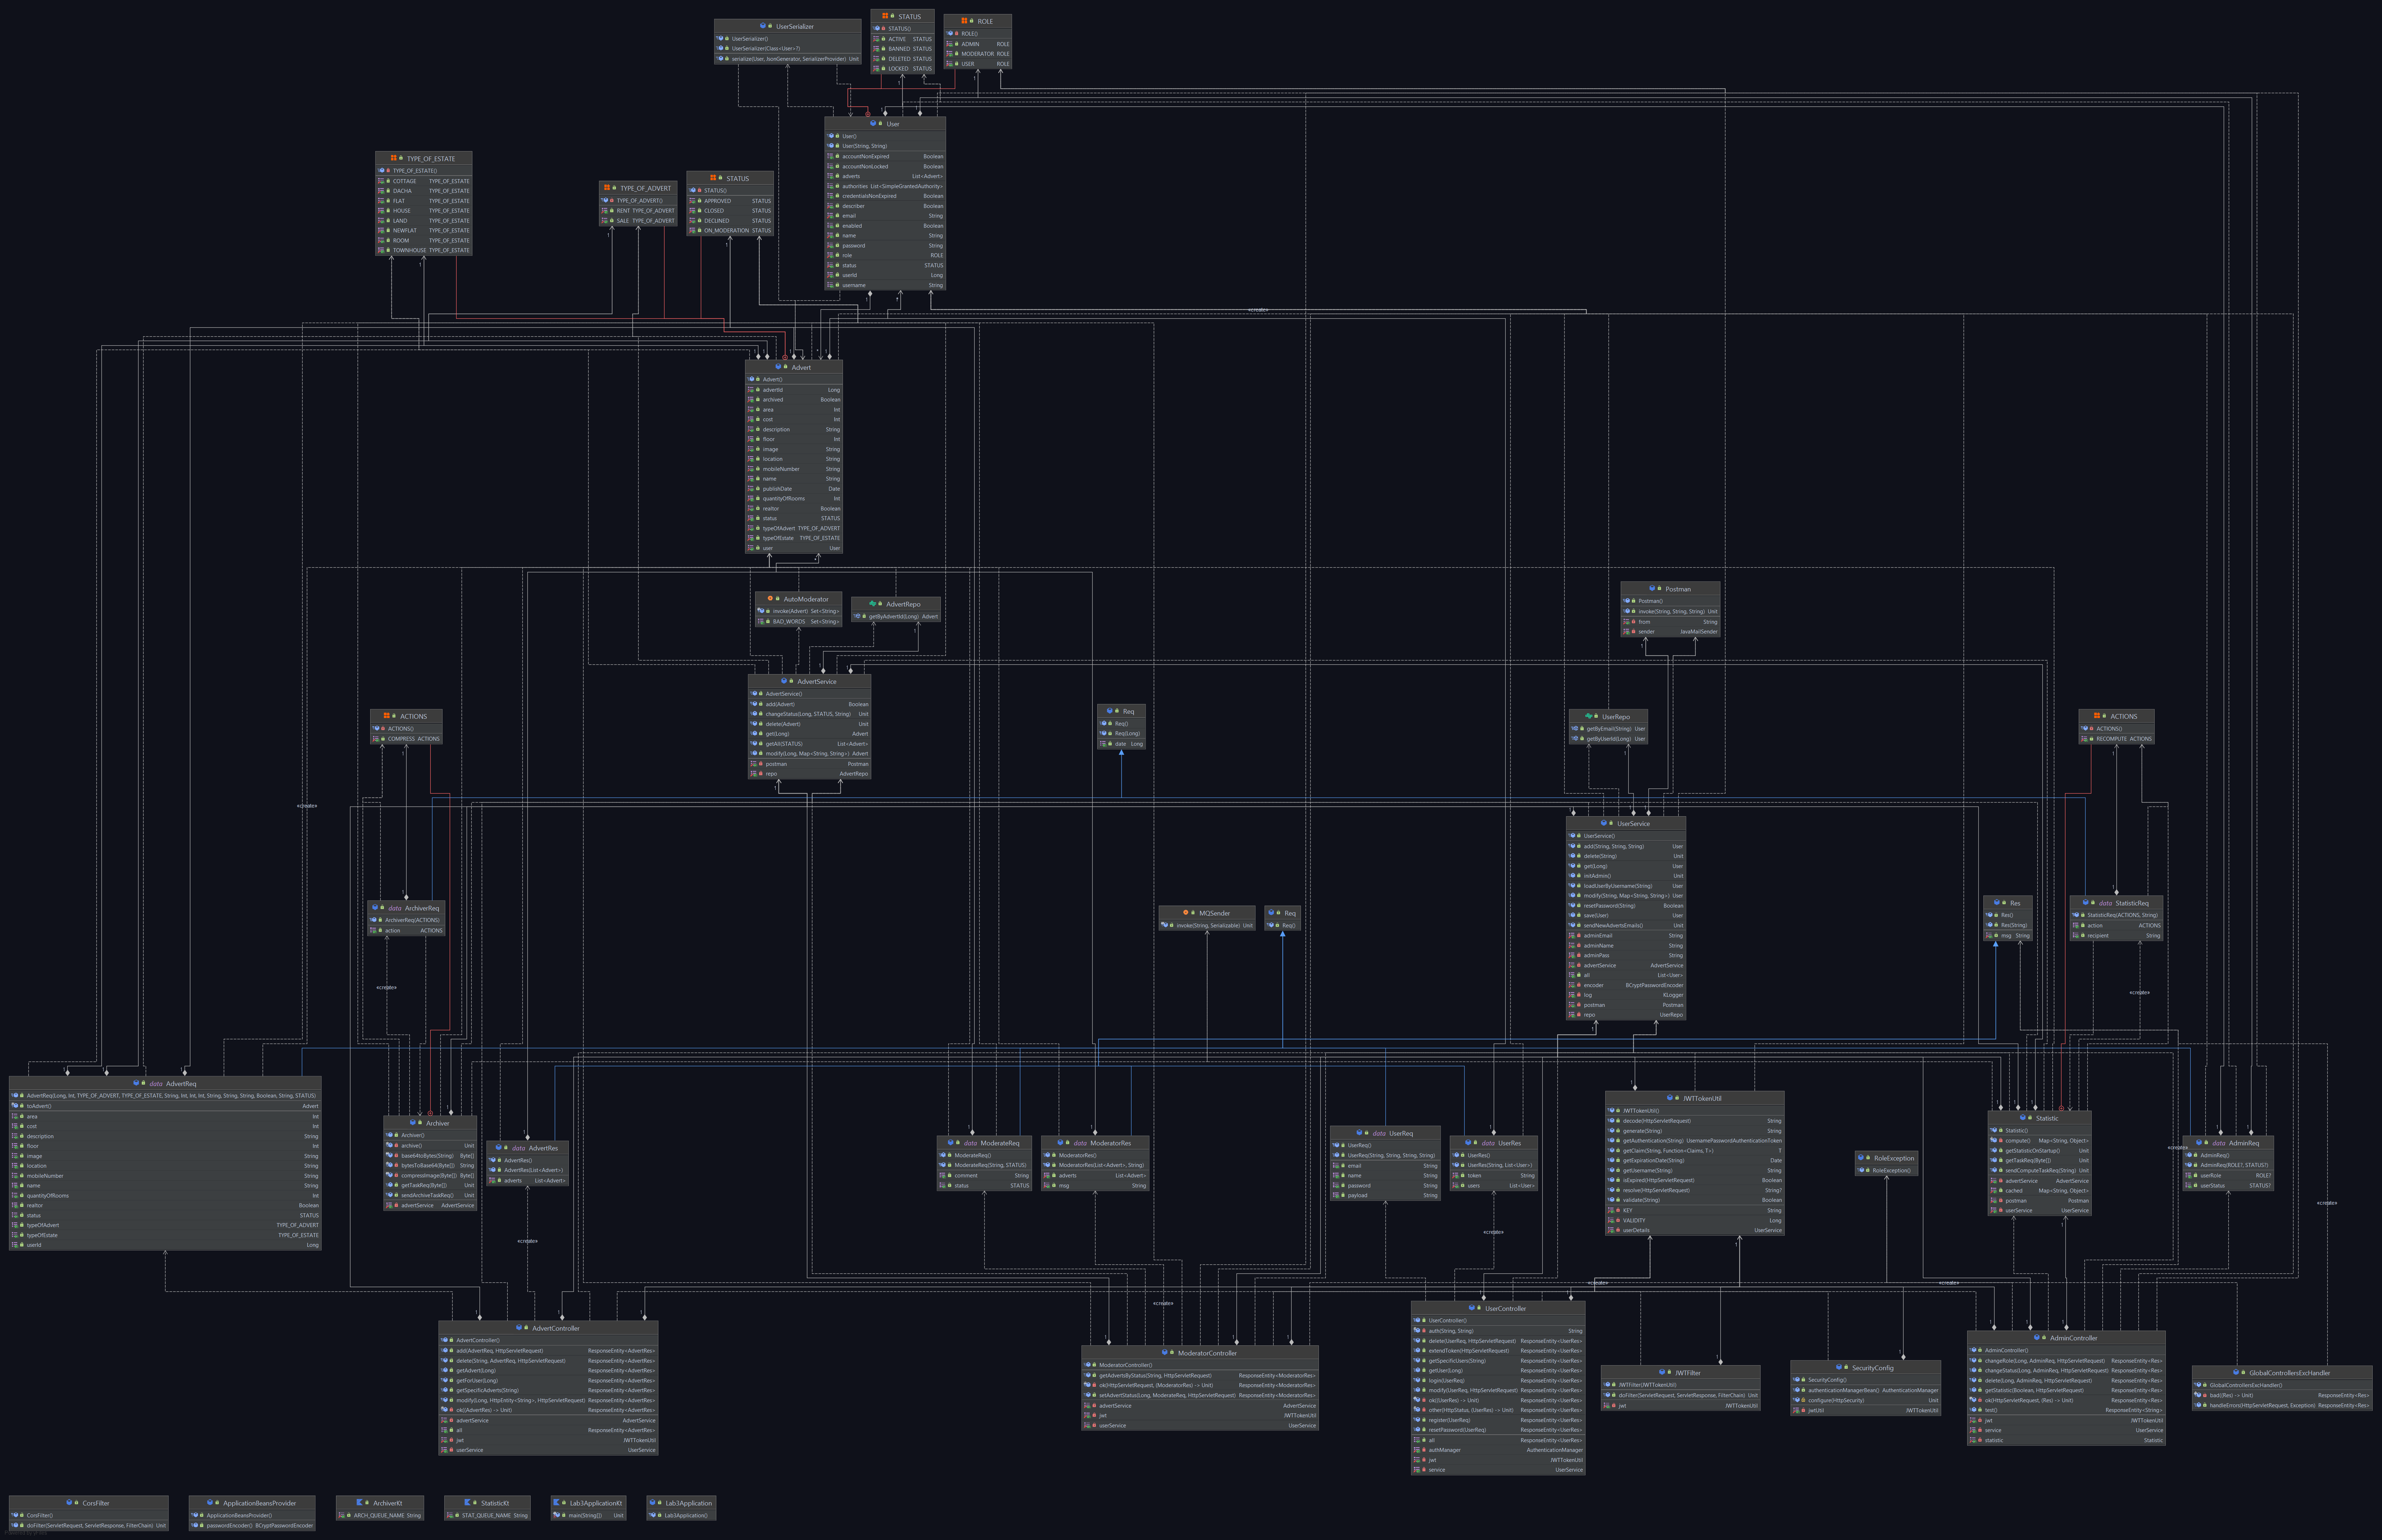 UserSerializer
UserSerializer()
UserSerializer(Class<User>?)
serialize(User, JsonGenerator, SerializerProvider) Unit
STATUS
STATUS()
ACTIVE STATUS
BANNED STATUS
DELETED STATUS
LOCKED STATUS
ROLE
ROLE()
ADMIN ROLE
MODERATOR ROLE
USER ROLE
User
User()
User(String, String)
accountNonExpired Boolean
accountNonLocked Boolean
adverts List<Advert>
authorities List<SimpleGrantedAuthority>
credentialsNonExpired Boolean
describer Boolean
email String
enabled Boolean
name String
password String
role ROLE
status STATUS
userId Long
username String
TYPE_OF_ESTATE
TYPE_OF_ESTATE()
COTTAGE TYPE_OF_ESTATE
DACHA TYPE_OF_ESTATE
FLAT TYPE_OF_ESTATE
HOUSE TYPE_OF_ESTATE
LAND TYPE_OF_ESTATE
NEWFLAT TYPE_OF_ESTATE
ROOM TYPE_OF_ESTATE
TOWNHOUSE TYPE_OF_ESTATE
TYPE_OF_ADVERT
TYPE_OF_ADVERT()
RENT TYPE_OF_ADVERT
SALE TYPE_OF_ADVERT
STATUS
STATUS()
APPROVED STATUS
CLOSED STATUS
DECLINED STATUS
ON_MODERATION STATUS
«create»
Advert
Advert()
advertId Long
archived Boolean
area Int
cost Int
description String
floor Int
image String
location String
mobileNumber String
name String
publishDate Date
quantityOfRooms Int
realtor Boolean
status STATUS
typeOfAdvert TYPE_OF_ADVERT
typeOfEstate TYPE_OF_ESTATE
user User
AutoModerator
invoke(Advert) Set<String>
BAD_WORDS Set<String>
AdvertRepo
getByAdvertId(Long) Advert
Postman
Postman()
invoke(String, String, String) Unit
from String
sender JavaMailSender
AdvertService
AdvertService()
add(Advert) Boolean
changeStatus(Long, STATUS, String) Unit
delete(Advert) Unit
get(Long) Advert
getAll(STATUS) List<Advert>
modify(Long, Map<String, String>) Advert
postman Postman
repo AdvertRepo
ACTIONS
ACTIONS()
COMPRESS ACTIONS
Req
Req()
Req(Long)
date Long
UserRepo
getByEmail(String) User
getByUserId(Long) User
ACTIONS
ACTIONS()
RECOMPUTE ACTIONS
«create»
UserService
UserService()
add(String, String, String) User
delete(String) Unit
get(Long) User
initAdmin() Unit
loadUserByUsername(String) User
modify(String, Map<String, String>) User
resetPassword(String) Boolean
save(User) User
sendNewAdvertsEmails() Unit
adminEmail String
adminName String
adminPass String
advertService AdvertService
all List<User>
encoder BCryptPasswordEncoder
log KLogger
postman Postman
repo UserRepo
data ArchiverReq
ArchiverReq(ACTIONS)
action ACTIONS
MQSender
invoke(String, Serializable) Unit
Req
Req()
Res
Res()
Res(String)
msg String
data StatisticReq
StatisticReq(ACTIONS, String)
action ACTIONS
recipient String
«create»
«create»
data AdvertReq
AdvertReq(Long, Int, TYPE_OF_ADVERT, TYPE_OF_ESTATE, String, Int, Int, Int, String, String, String, Boolean, String, STATUS)
toAdvert() Advert
area Int
cost Int
description String
floor Int
image String
location String
mobileNumber String
name String
quantityOfRooms Int
realtor Boolean
status STATUS
typeOfAdvert TYPE_OF_ADVERT
typeOfEstate TYPE_OF_ESTATE
userId Long
Archiver
Archiver()
archive() Unit
base64toBytes(String) Byte[]
bytesToBase64(Byte[]) String
compressImage(Byte[]) Byte[]
getTaskReq(Byte[]) Unit
sendArchiveTaskReq() Unit
advertService AdvertService
data AdvertRes
AdvertRes()
AdvertRes(List<Advert>)
adverts List<Advert>
data ModerateReq
ModerateReq()
ModerateReq(String, STATUS)
comment String
status STATUS
data ModeratorRes
ModeratorRes()
ModeratorRes(List<Advert>, String)
adverts List<Advert>
msg String
data UserReq
UserReq()
UserReq(String, String, String, String)
email String
name String
password String
payload String
data UserRes
UserRes()
UserRes(String, List<User>)
token String
users List<User>
JWTTokenUtil
JWTTokenUtil()
decode(HttpServletRequest) String
generate(String) String
getAuthentication(String) UsernamePasswordAuthenticationToken
getClaim(String, Function<Claims, T>) T
getExpirationDate(String) Date
getUsername(String) String
isExpired(HttpServletRequest) Boolean
resolve(HttpServletRequest) String?
validate(String) Boolean
KEY String
VALIDITY Long
userDetails UserService
RoleException
RoleException()
Statistic
Statistic()
compute() Map<String, Object>
getStatisticOnStartup() Unit
getTaskReq(Byte[]) Unit
sendComputeTaskReq(String) Unit
advertService AdvertService
cached Map<String, Object>
postman Postman
userService UserService
data AdminReq
AdminReq()
AdminReq(ROLE?, STATUS?)
userRole ROLE?
userStatus STATUS?
«create»
«create»
«create»
«create»
«create»
«create»
«create»
AdvertController
AdvertController()
add(AdvertReq, HttpServletRequest) ResponseEntity<AdvertRes>
delete(String, AdvertReq, HttpServletRequest) ResponseEntity<AdvertRes>
getAdvert(Long) ResponseEntity<AdvertRes>
getForUser(Long) ResponseEntity<AdvertRes>
getSpecificAdverts(String) ResponseEntity<AdvertRes>
modify(Long, HttpEntity<String>, HttpServletRequest) ResponseEntity<AdvertRes>
ok((AdvertRes) -> Unit) ResponseEntity<AdvertRes>
advertService AdvertService
all ResponseEntity<AdvertRes>
jwt JWTTokenUtil
userService UserService
ModeratorController
ModeratorController()
getAdvertsByStatus(String, HttpServletRequest) ResponseEntity<ModeratorRes>
ok(HttpServletRequest, (ModeratorRes) -> Unit) ResponseEntity<ModeratorRes>
setAdvertStatus(Long, ModerateReq, HttpServletRequest) ResponseEntity<ModeratorRes>
advertService AdvertService
jwt JWTTokenUtil
userService UserService
UserController
UserController()
auth(String, String) String
delete(UserReq, HttpServletRequest) ResponseEntity<UserRes>
extendToken(HttpServletRequest) ResponseEntity<UserRes>
getSpecificUsers(String) ResponseEntity<UserRes>
getUser(Long) ResponseEntity<UserRes>
login(UserReq) ResponseEntity<UserRes>
modify(UserReq, HttpServletRequest) ResponseEntity<UserRes>
ok((UserRes) -> Unit) ResponseEntity<UserRes>
other(HttpStatus, (UserRes) -> Unit) ResponseEntity<UserRes>
register(UserReq) ResponseEntity<UserRes>
resetPassword(UserReq) ResponseEntity<UserRes>
all ResponseEntity<UserRes>
authManager AuthenticationManager
jwt JWTTokenUtil
service UserService
JWTFilter
JWTFilter(JWTTokenUtil)
doFilter(ServletRequest, ServletResponse, FilterChain) Unit
jwt JWTTokenUtil
SecurityConfig
SecurityConfig()
authenticationManagerBean() AuthenticationManager
configure(HttpSecurity) Unit
jwtUtil JWTTokenUtil
AdminController
AdminController()
changeRole(Long, AdminReq, HttpServletRequest) ResponseEntity<Res>
changeStatus(Long, AdminReq, HttpServletRequest) ResponseEntity<Res>
delete(Long, AdminReq, HttpServletRequest) ResponseEntity<Res>
getStatistic(Boolean, HttpServletRequest) ResponseEntity<Res>
ok(HttpServletRequest, (Res) -> Unit) ResponseEntity<Res>
test() ResponseEntity<String>
jwt JWTTokenUtil
service UserService
statistic Statistic
GlobalControllersExcHandler
GlobalControllersExcHandler()
bad((Res) -> Unit) ResponseEntity<Res>
handleErrors(HttpServletRequest, Exception) ResponseEntity<Res>
CorsFilter
CorsFilter()
doFilter(ServletRequest, ServletResponse, FilterChain) Unit
ApplicationBeansProvider
ApplicationBeansProvider()
passwordEncoder() BCryptPasswordEncoder
ArchiverKt
ARCH_QUEUE_NAME String
StatisticKt
STAT_QUEUE_NAME String
Lab3ApplicationKt
main(String[]) Unit
Lab3Application
Lab3Application()